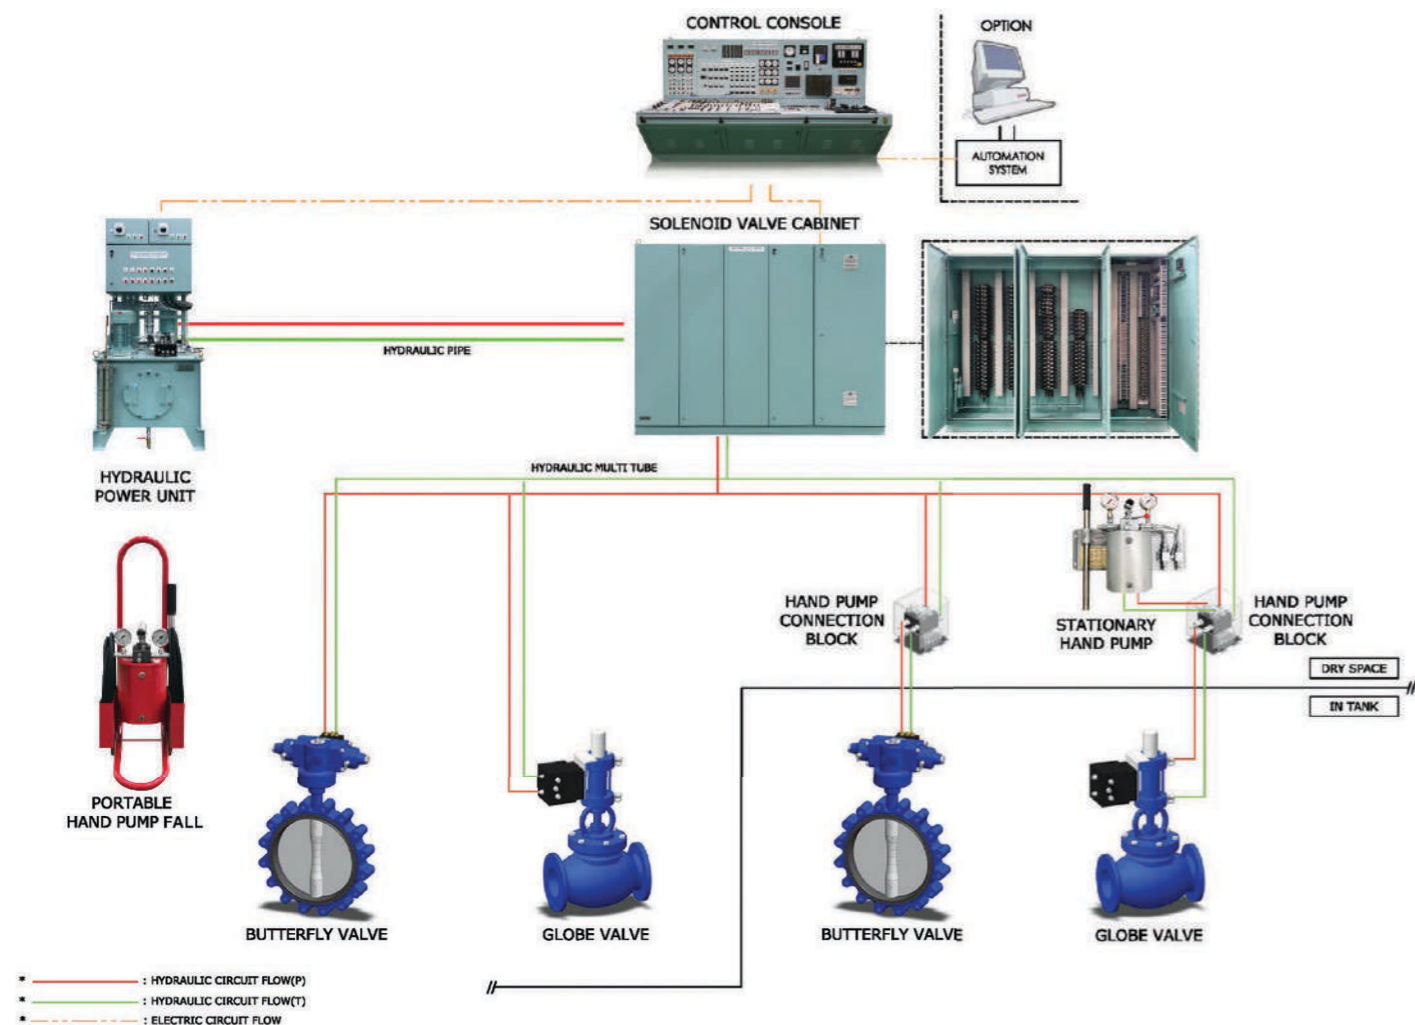 CONTROL CONSOLE
OPTION
AUTOMATION
SYSTEM
SOLENOID VALVE CABINET
HYDRAULIC PIPE
HYDRAULIC
POWER UNIT
HYDRAULIC MULTI TUBE
HAND PUMP
CONNECTION
BLOCK
STATIONARY
HAND PUMP
HAND PUMP
CONNECTION
BLOCK
DRY SPACE
IN TANK
PORTABLE
HAND PUMP FALL
BUTTERFLY VALVE
GLOBE VALVE
BUTTERFLY VALVE
GLOBE VALVE
* : HYDRAULIC CIRCUIT FLOW(P)
* : HYDRAULIC CIRCUIT FLOW(T)
* : ELECTRIC CIRCUIT FLOW